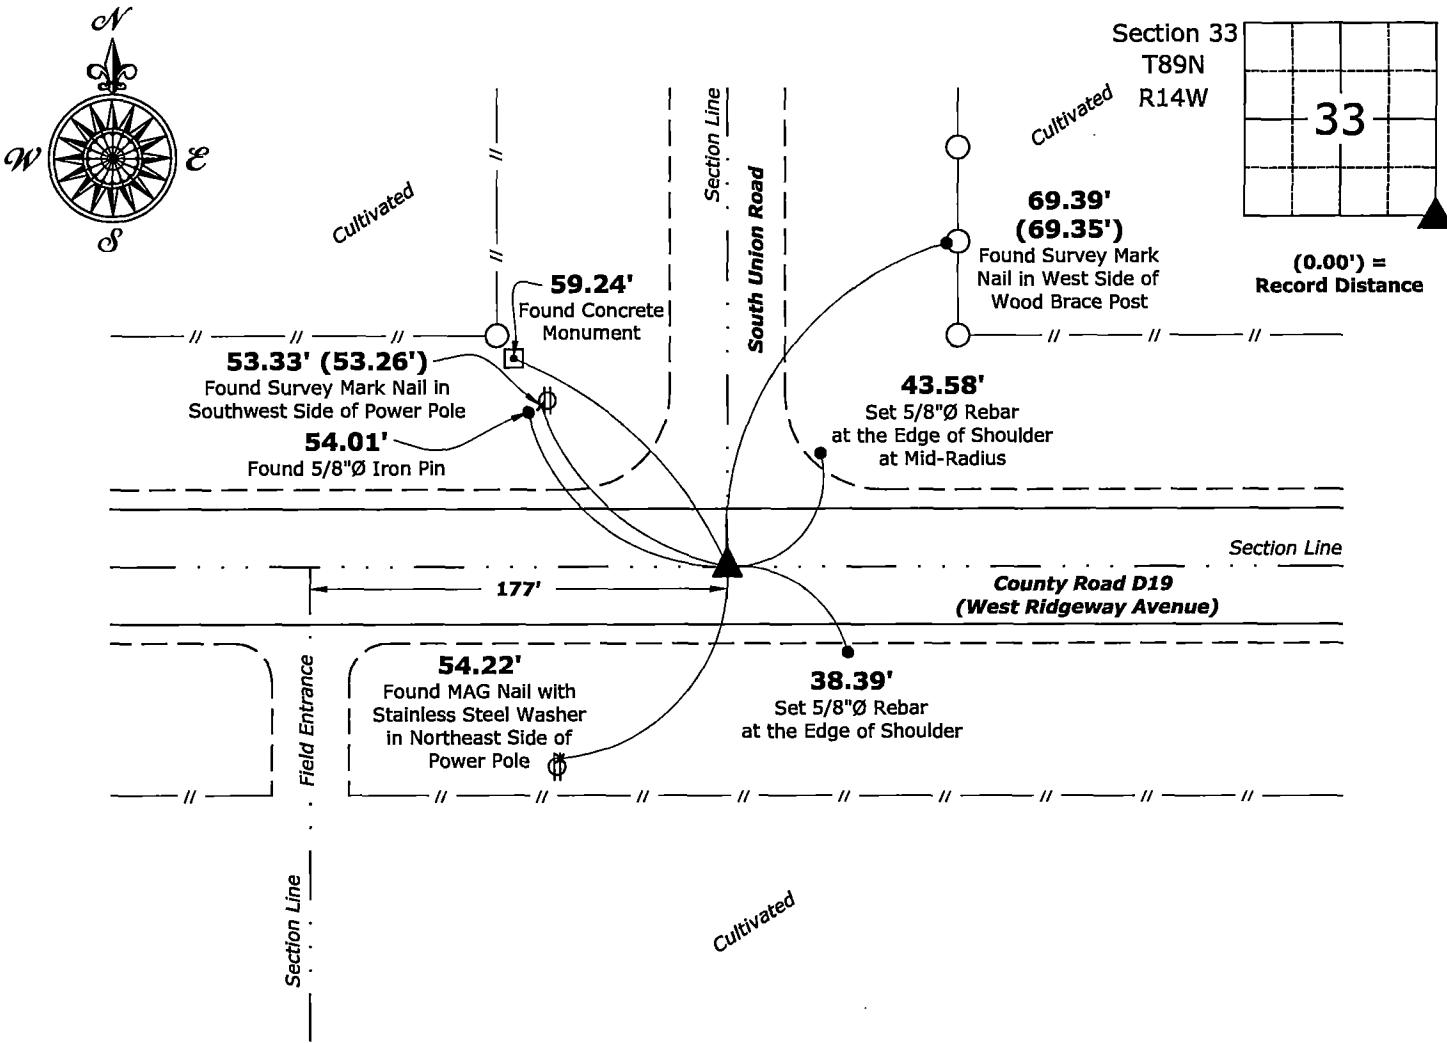 N
W
E
S
Section 33
T89N
R14W
33
(0.00') =
Record Distance
Cultivated
Cultivated
Section Line
South Union Road
69.39'
(69.35')
Found Survey Mark
Nail in West Side of
Wood Brace Post
59.24'
Found Concrete
Monument
53.33' (53.26')
Found Survey Mark Nail in
Southwest Side of Power Pole
54.01'
Found 5/8"Ø Iron Pin
43.58'
Set 5/8"Ø Rebar
at the Edge of Shoulder
at Mid-Radius
Section Line
177'
County Road D19
(West Ridgeway Avenue)
Field Entrance
54.22'
Found MAG Nail with
Stainless Steel Washer
in Northeast Side of
Power Pole
38.39'
Set 5/8"Ø Rebar
at the Edge of Shoulder
Section Line
Cultivated